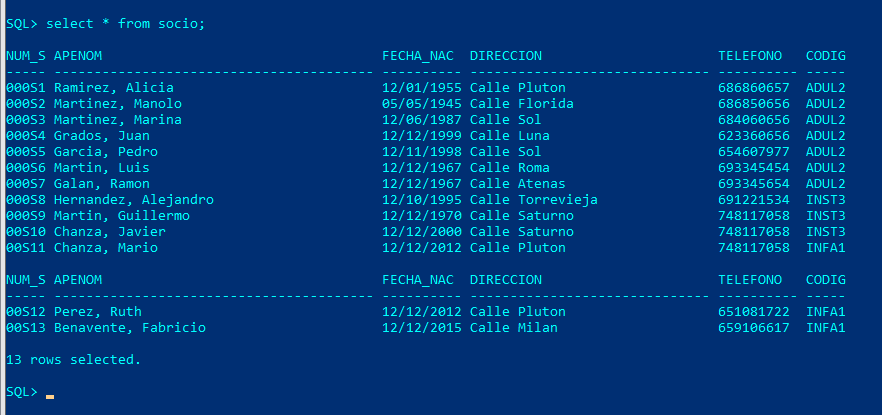 SQL> select * from socio;
NUM_S APENOM                                   FECHA_NAC  DIRECCION                      TELEFONO   CODIG
----- ---------------------------------------- ---------- ------------------------------ ---------- -----
000S1 Ramirez, Alicia                          12/01/1955 Calle Pluton                   686860657  ADUL2
000S2 Martinez, Manolo                         05/05/1945 Calle Florida                  686850656  ADUL2
000S3 Martinez, Marina                         12/06/1987 Calle Sol                      684060656  ADUL2
000S4 Grados, Juan                             12/12/1999 Calle Luna                     623360656  ADUL2
000S5 Garcia, Pedro                            12/11/1998 Calle Sol                      654607977  ADUL2
000S6 Martin, Luis                             12/12/1967 Calle Roma                     693345454  ADUL2
000S7 Galan, Ramon                             12/12/1967 Calle Atenas                   693345654  ADUL2
000S8 Hernandez, Alejandro                     12/10/1995 Calle Torrevieja               691221534  INST3
000S9 Martin, Guillermo                        12/12/1970 Calle Saturno                  748117058  INST3
00S10 Chanza, Javier                           12/12/2000 Calle Saturno                  748117058  INST3
00S11 Chanza, Mario                            12/12/2012 Calle Pluton                   748117058  INFA1
NUM_S APENOM                                   FECHA_NAC  DIRECCION                      TELEFONO   CODIG
----- ---------------------------------------- ---------- ------------------------------ ---------- -----
00S12 Perez, Ruth                              12/12/2012 Calle Pluton                   651081722  INFA1
00S13 Benavente, Fabricio                      12/12/2015 Calle Milan                    659106617  INFA1
13 rows selected.
SQL>